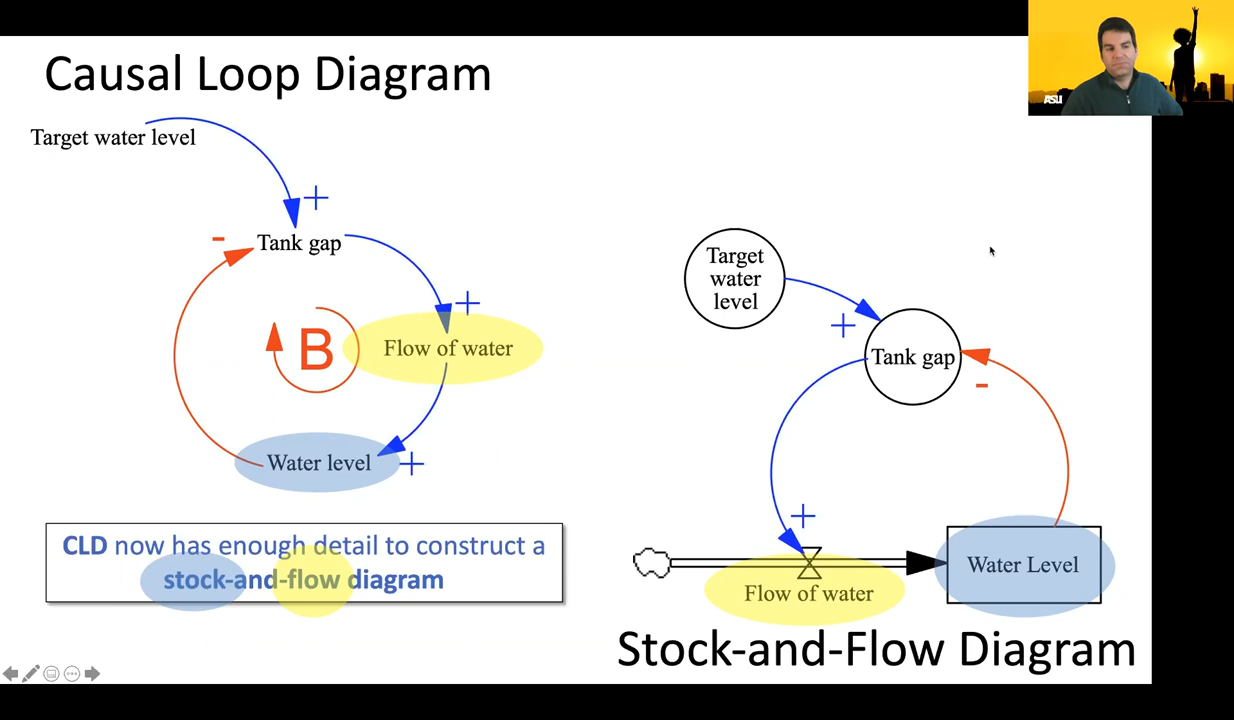 Causal Loop Diagram
Target water level
+
-
Tank gap
+
B
Flow of water
Water level
+
CLD now has enough detail to construct a
stock-and-flow diagram
ASU
Target
water
level
+
Tank gap
-
+
Flow of water
Water Level
Stock-and-Flow Diagram